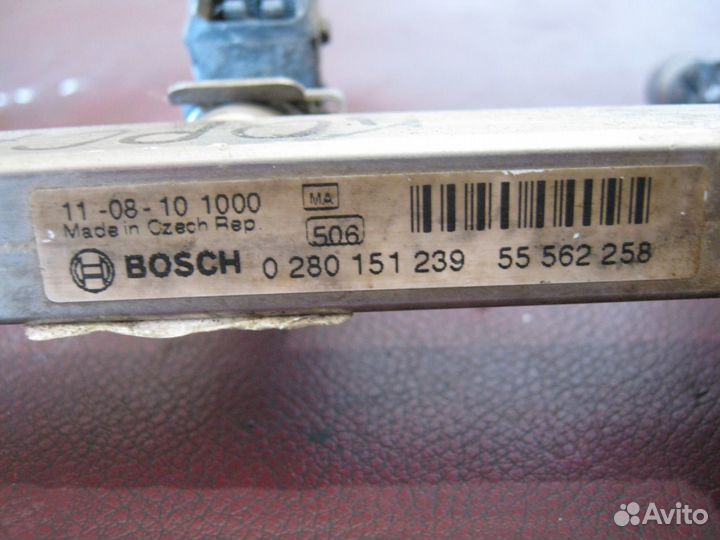 11 -08 - 10 1000 MA
Made in Czech Rep. 506
BOSCH 0 280 151 239 55 562 258
Avito